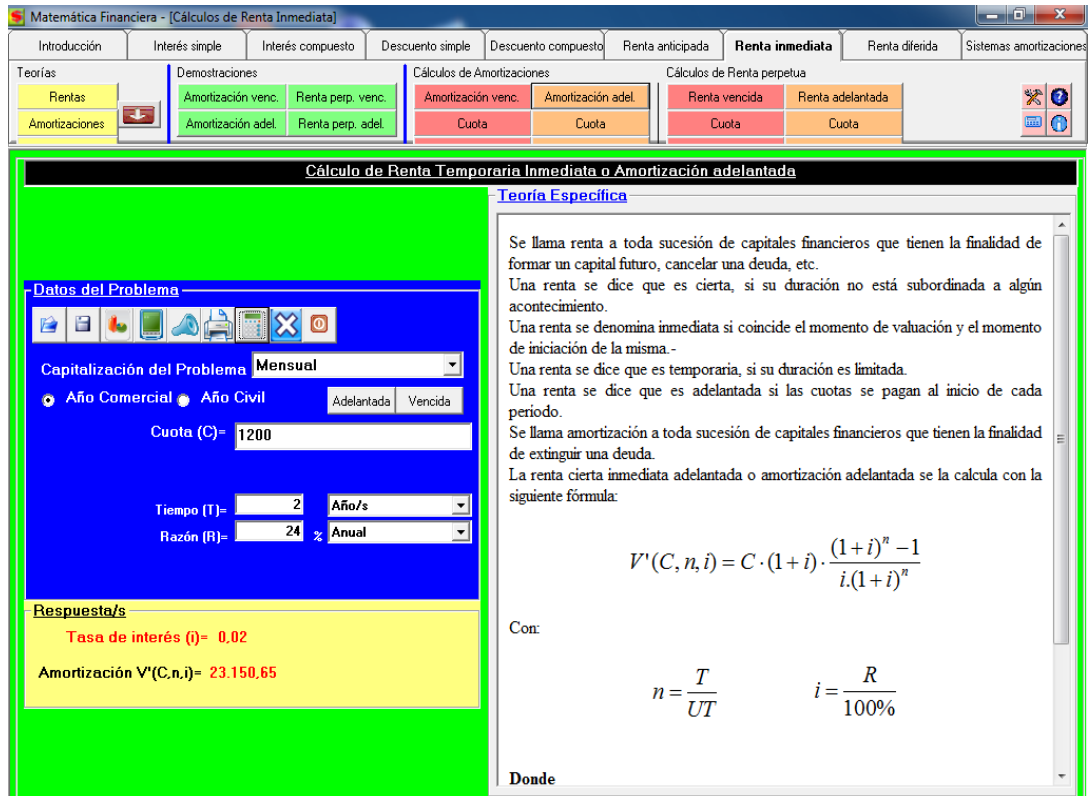 Matemática Financiera - [Cálculos de Renta Inmediata]
Introducción Interés simple Interés compuesto Descuento simple Descuento compuesto Renta anticipada Renta inmediata Renta diferida Sistemas amortizaciones
Teorías Demostraciones Cálculos de Amortizaciones Cálculos de Renta perpetua
Rentas Amortización venc. Renta perp. venc. Amortización venc. Amortización adel. Renta vencida Renta adelantada
Amortizaciones Amortización adel. Renta perp. adel. Cuota Cuota Cuota Cuota
Cálculo de Renta Temporaria Inmediata o Amortización adelantada
Datos del Problema
Capitalización del Problema Mensual
Año Comercial Año Civil Adelantada Vencida
Cuota (C)= 1200
Tiempo (T)= 2 Año/s
Razón (R)= 24 % Anual
Respuesta/s
Tasa de interés (i)= 0,02
Amortización V'(C,n,i)= 23.150,65
Teoría Específica
Se llama renta a toda sucesión de capitales financieros que tienen la finalidad de
formar un capital futuro, cancelar una deuda, etc.
Una renta se dice que es cierta, si su duración no está subordinada a algún
acontecimiento.
Una renta se denomina inmediata si coincide el momento de valuación y el momento
de iniciación de la misma.-
Una renta se dice que es temporaria, si su duración es limitada.
Una renta se dice que es adelantada si las cuotas se pagan al inicio de cada
periodo.
Se llama amortización a toda sucesión de capitales financieros que tienen la finalidad
de extinguir una deuda.
La renta cierta inmediata adelantada o amortización adelantada se la calcula con la
siguiente fórmula:
V'(C,n,i) = C·(1+i)·((1+i)^n −1)/(i.(1+i)^n)
Con:
n = T/UT i = R/100%
Donde